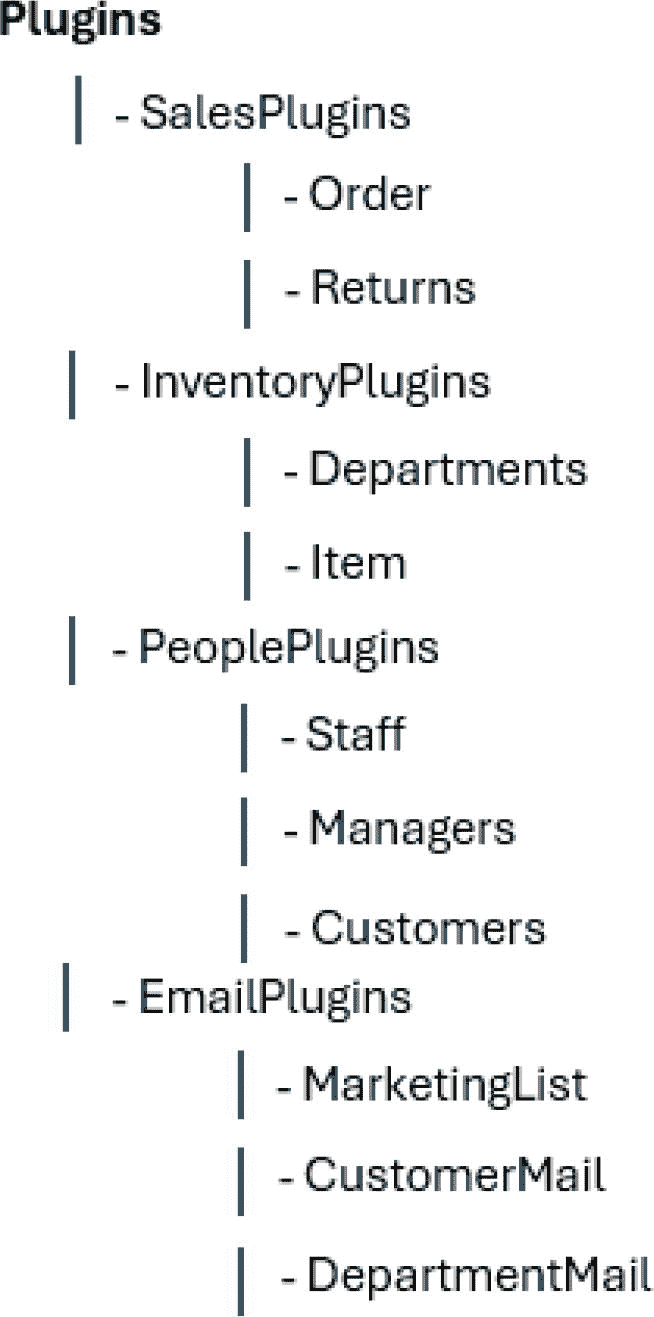 Plugins
- SalesPlugins
- Order
- Returns
- InventoryPlugins
- Departments
- Item
- PeoplePlugins
- Staff
- Managers
- Customers
- EmailPlugins
- MarketingList
- CustomerMail
- DepartmentMail